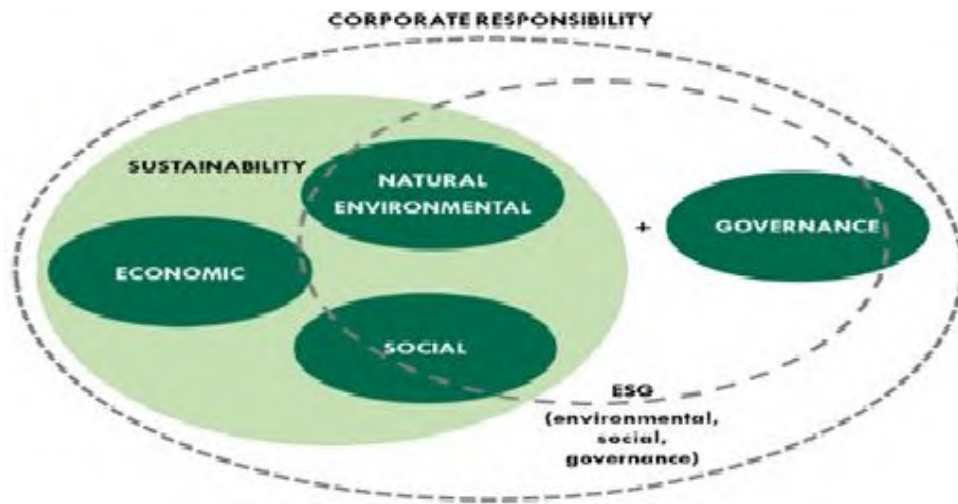 CORPORATE RESPONSIBILITY
SUSTAINABILITY
NATURAL
ENVIRONMENTAL
+
GOVERNANCE
ECONOMIC
SOCIAL
ESG
(environmental,
social,
governance)